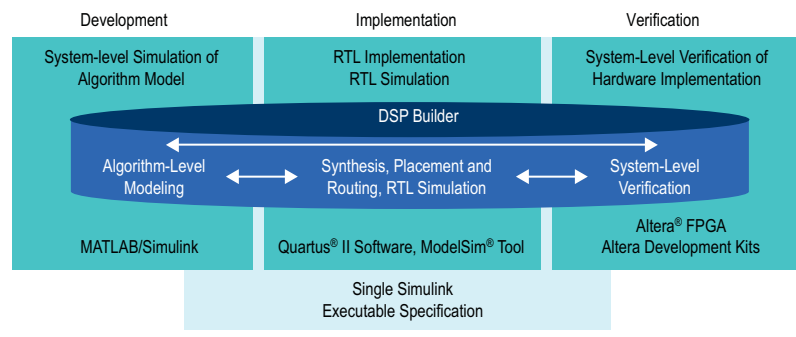 Development
Implementation
Verification
System-level Simulation of
Algorithm Model
RTL Implementation
RTL Simulation
System-Level Verification of
Hardware Implementation
DSP Builder
Algorithm-Level
Modeling
Synthesis, Placement and
Routing, RTL Simulation
System-Level
Verification
MATLAB/Simulink
Quartus® II Software, ModelSim® Tool
Altera® FPGA
Altera Development Kits
Single Simulink
Executable Specification